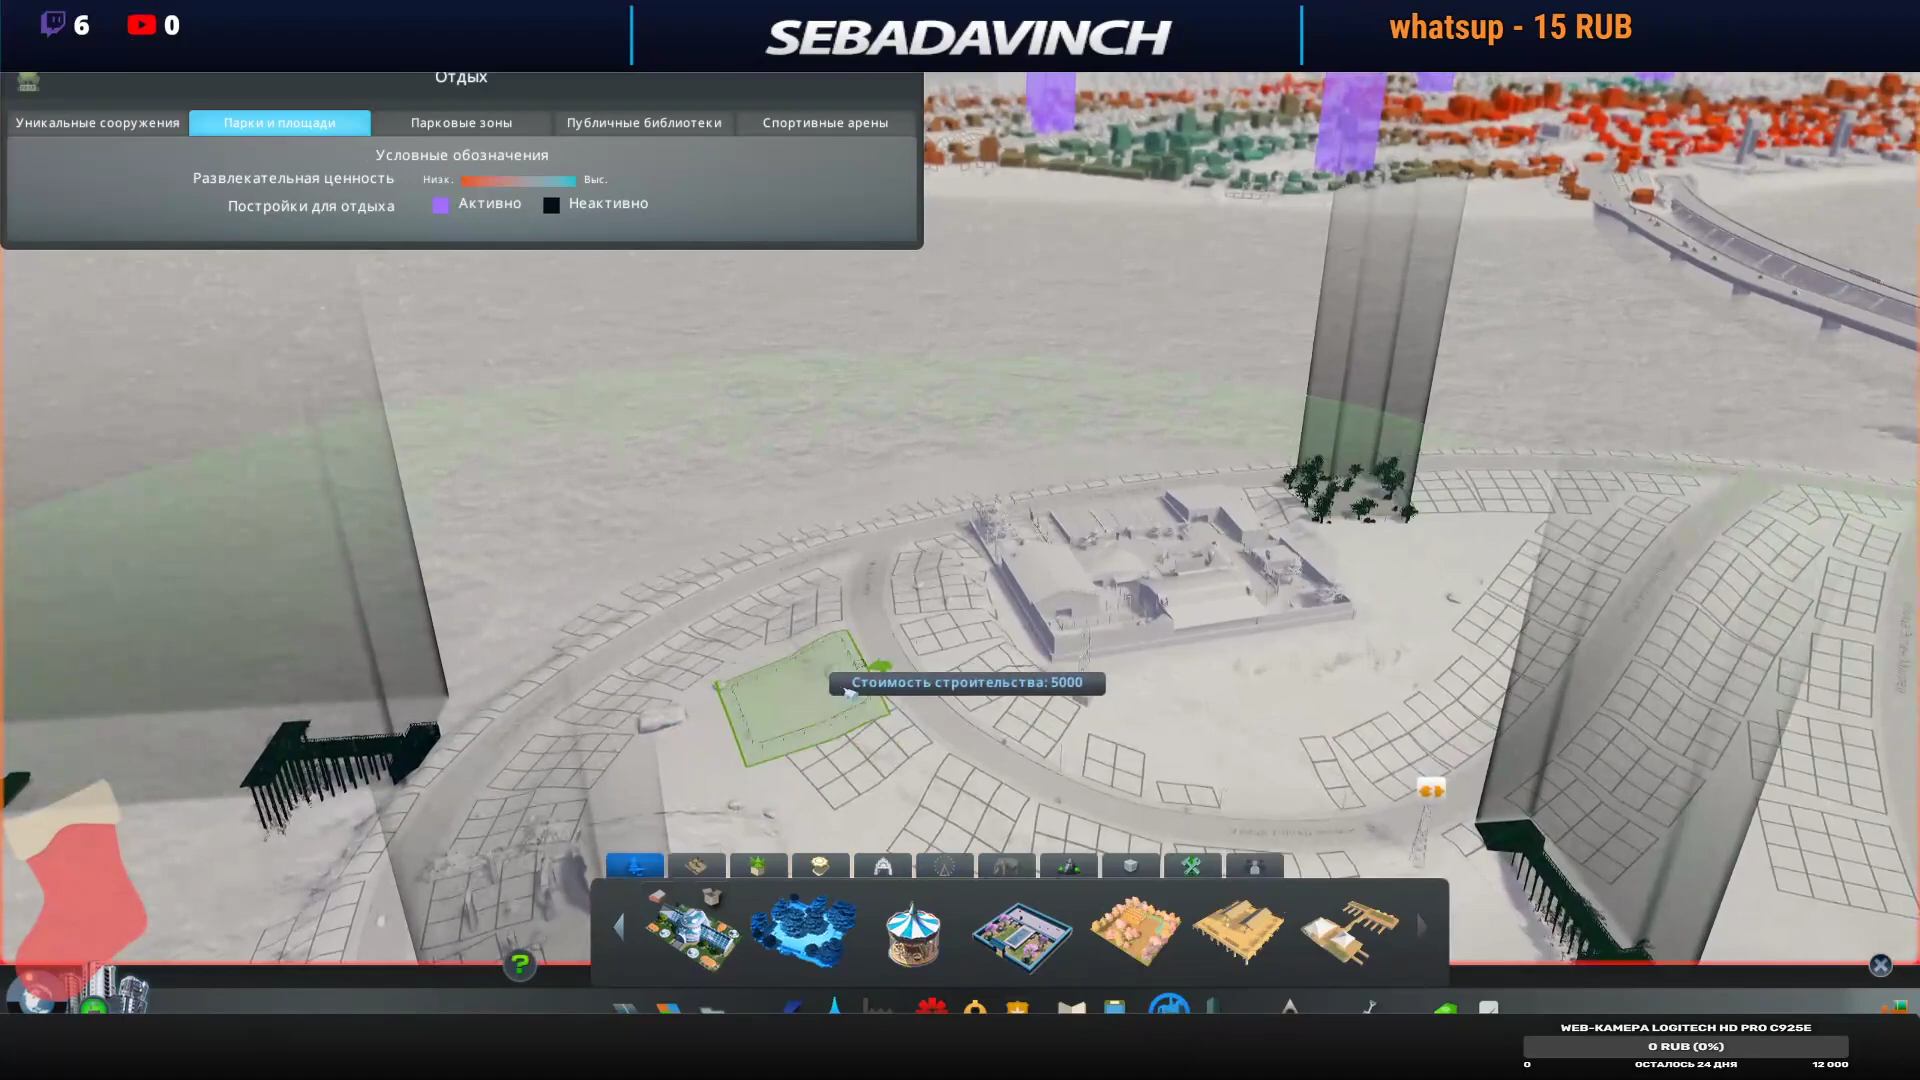 6
0
SEBADAVINCH
whatsup - 15 RUB
Отдых
Уникальные сооружения
Парки и площади
Парковые зоны
Публичные библиотеки
Спортивные арены
Условные обозначения
Развлекательная ценность
Низк.
Выс.
Постройки для отдыха
Активно
Неактивно
Стоимость строительства: 5000
?
WEB-КАМЕРА LOGITECH HD PRO C925E
0 RUB (0%)
0
ОСТАЛОСЬ 24 ДНЯ
12 000